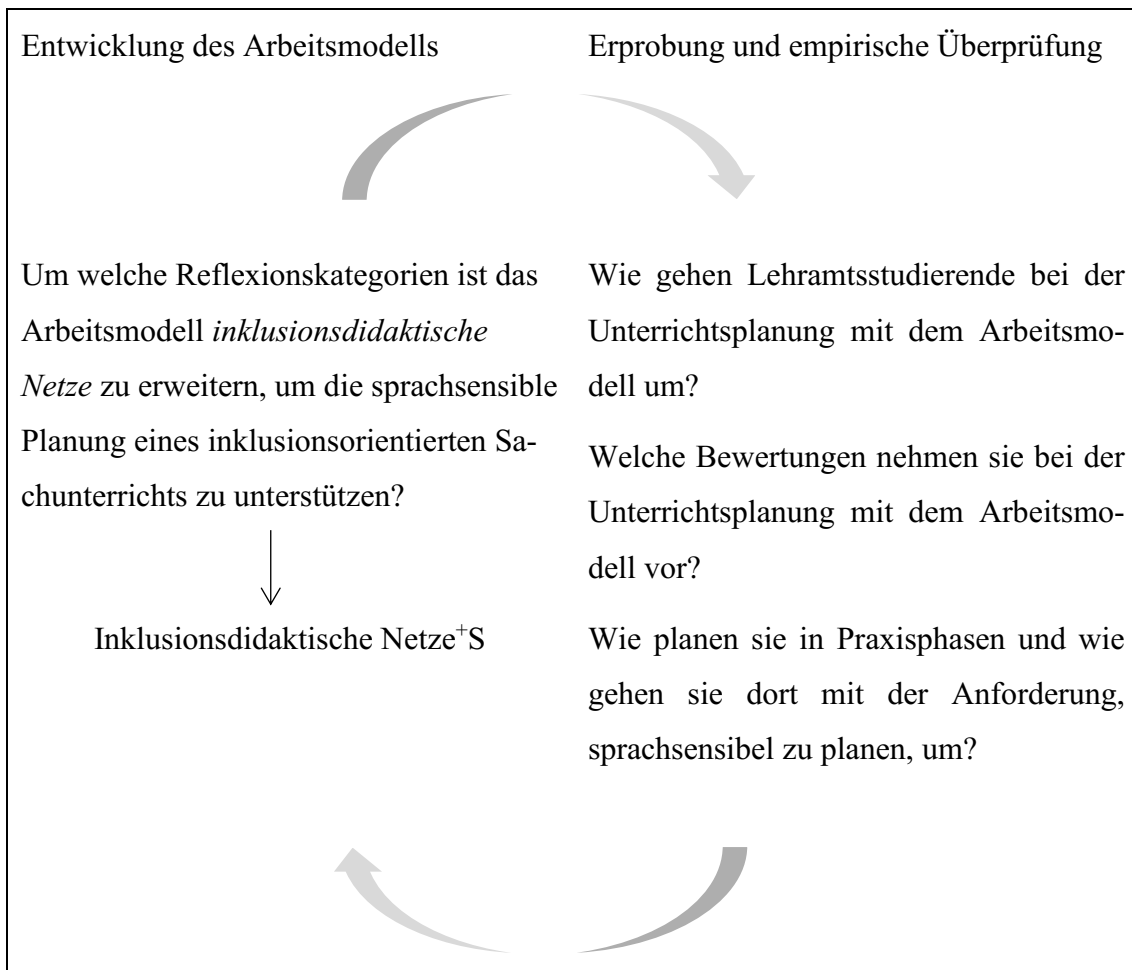 Entwicklung des Arbeitsmodells
Erprobung und empirische Überprüfung
Um welche Reflexionskategorien ist das
Arbeitsmodell inklusionsdidaktische
Netze zu erweitern, um die sprachsensible
Planung eines inklusionsorientierten Sa-
chunterrichts zu unterstützen?
Inklusionsdidaktische Netze⁺S
Wie gehen Lehramtsstudierende bei der
Unterrichtsplanung mit dem Arbeitsmo-
dell um?
Welche Bewertungen nehmen sie bei der
Unterrichtsplanung mit dem Arbeitsmo-
dell vor?
Wie planen sie in Praxisphasen und wie
gehen sie dort mit der Anforderung,
sprachsensibel zu planen, um?